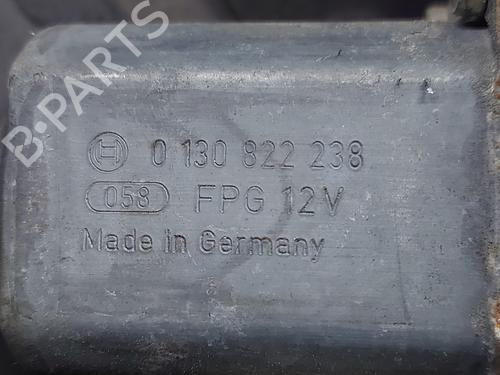 B-PARTS
0 130 822 238
058 FPG 12V
Made in Germany